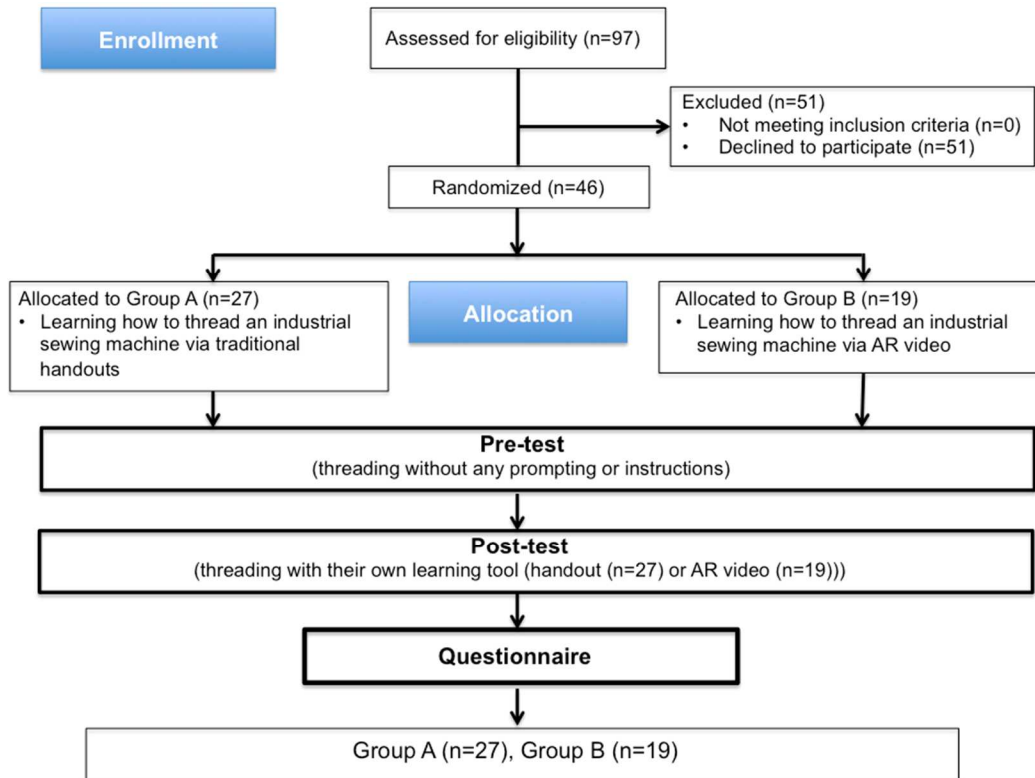 Enrollment
Assessed for eligibility (n=97)
Excluded (n=51)
• Not meeting inclusion criteria (n=0)
• Declined to participate (n=51)
Randomized (n=46)
Allocated to Group A (n=27)
• Learning how to thread an industrial
sewing machine via traditional
handouts
Allocation
Allocated to Group B (n=19)
• Learning how to thread an industrial
sewing machine via AR video
Pre-test
(threading without any prompting or instructions)
Post-test
(threading with their own learning tool (handout (n=27) or AR video (n=19)))
Questionnaire
Group A (n=27), Group B (n=19)